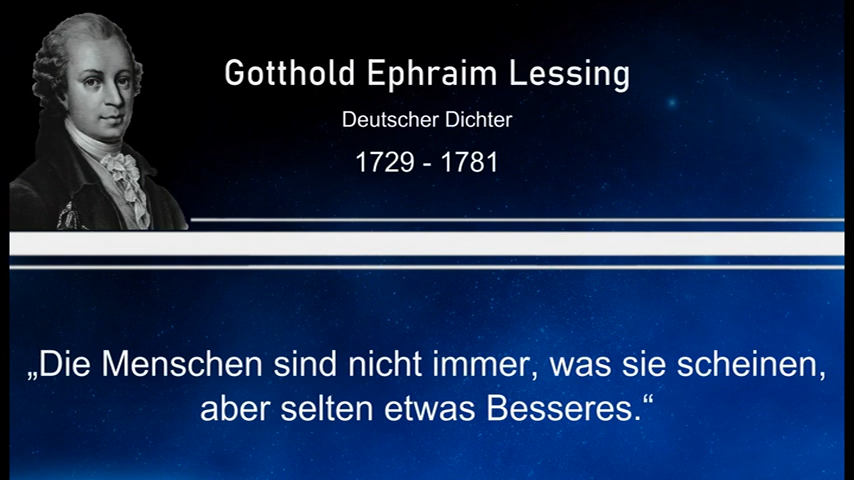 Gotthold Ephraim Lessing
Deutscher Dichter
1729 - 1781
„Die Menschen sind nicht immer, was sie scheinen,
aber selten etwas Besseres.“